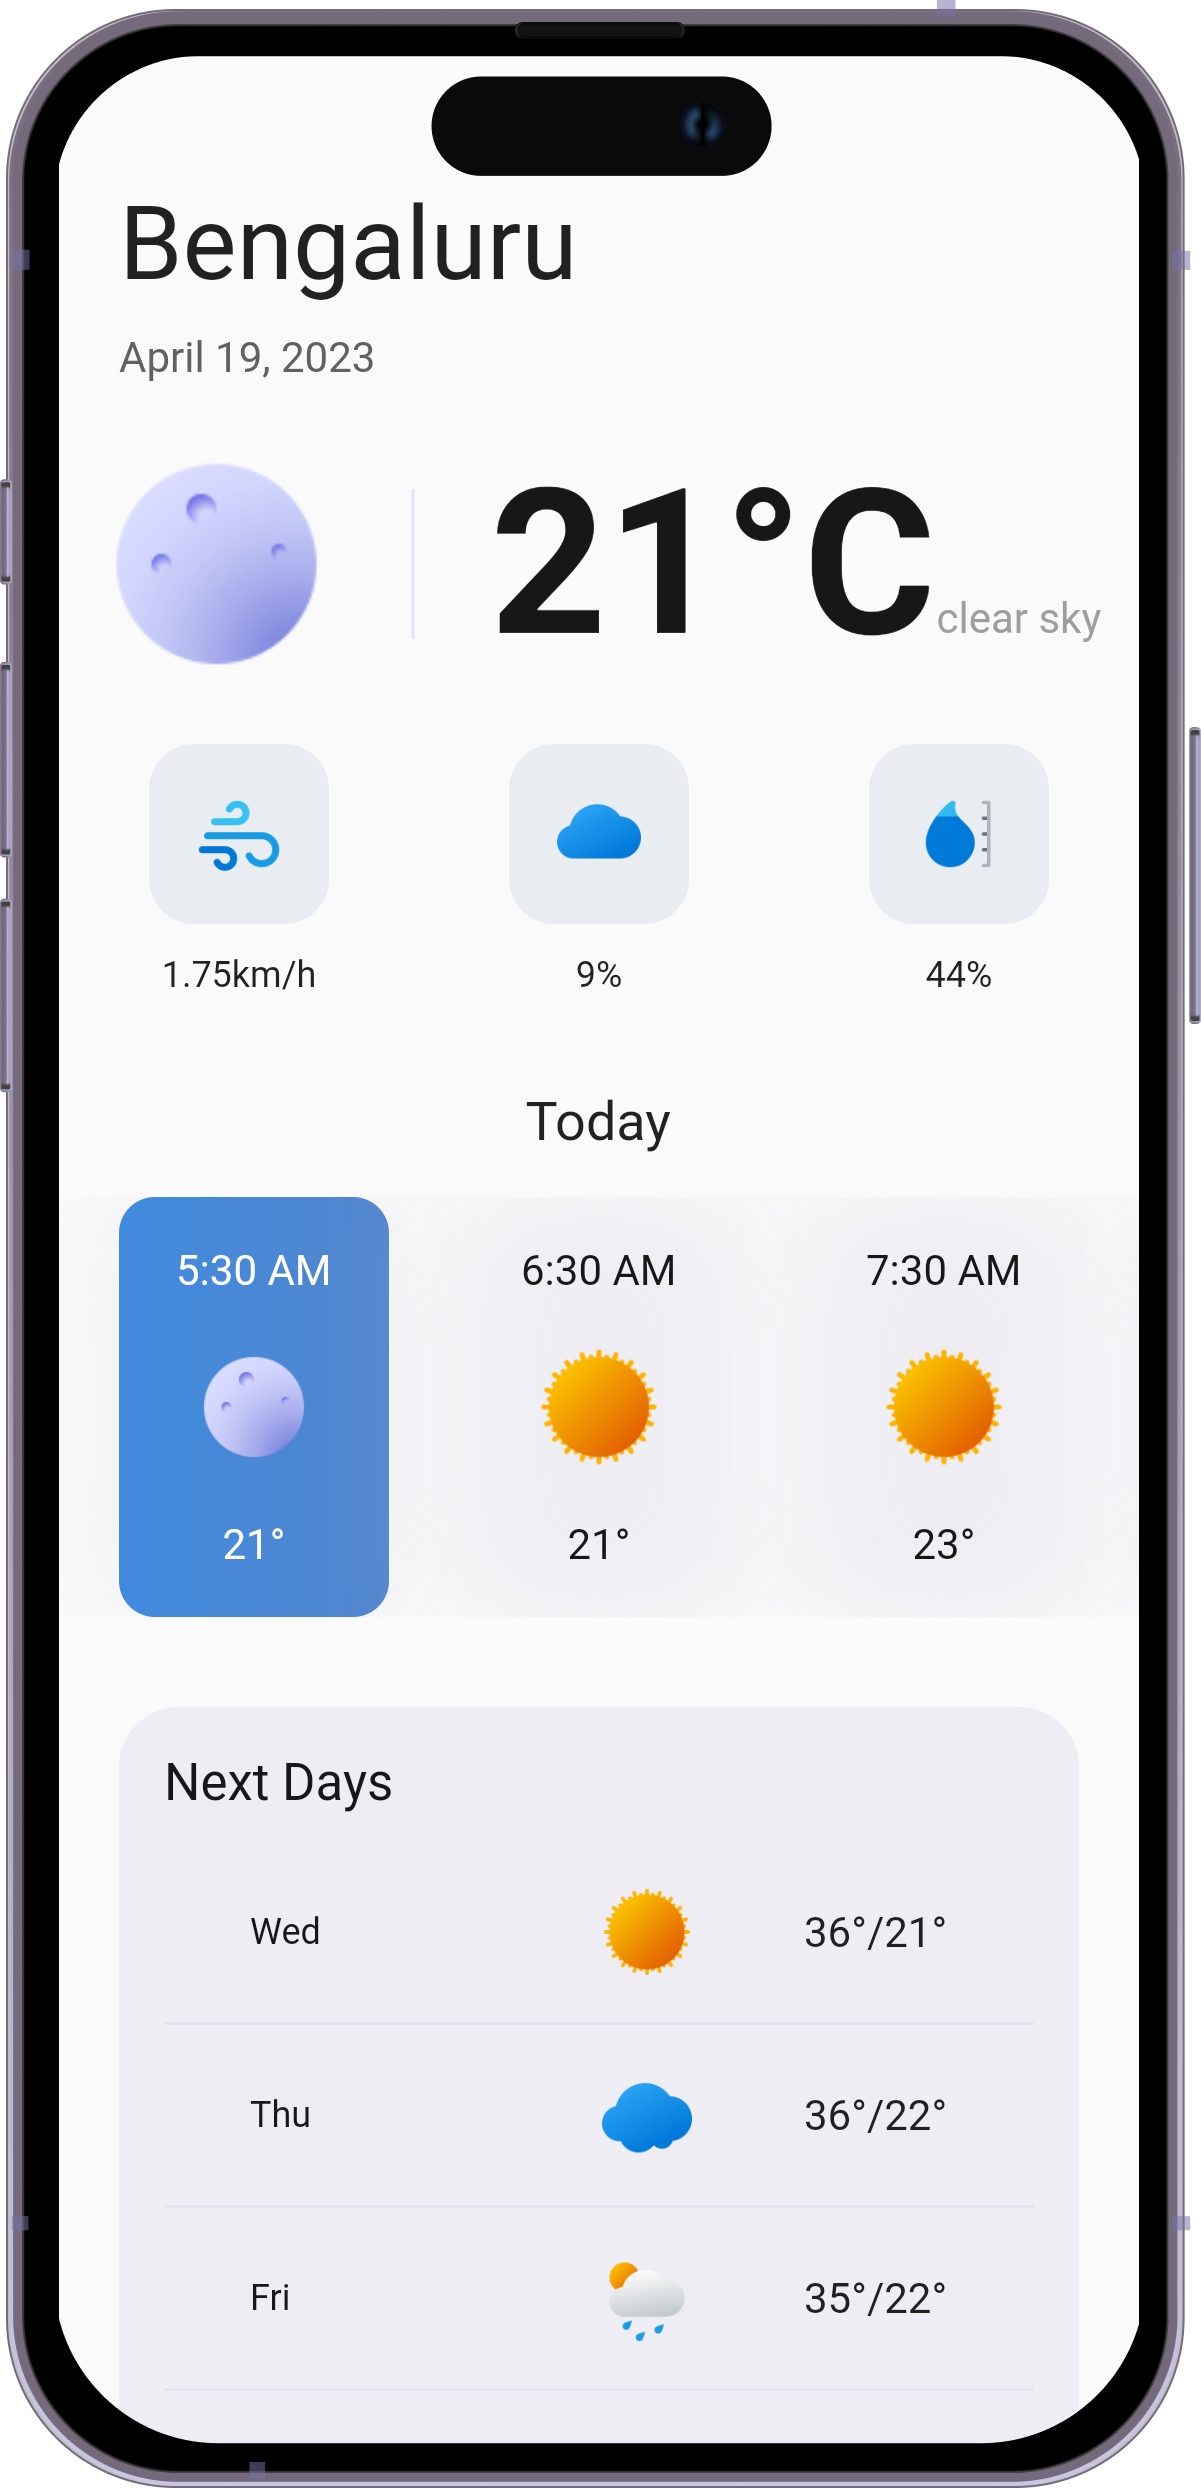 Bengaluru
April 19, 2023
21°C clear sky
1.75km/h 9% 44%
Today
5:30 AM 6:30 AM 7:30 AM
21° 21° 23°
Next Days
Wed 36°/21°
Thu 36°/22°
Fri 35°/22°